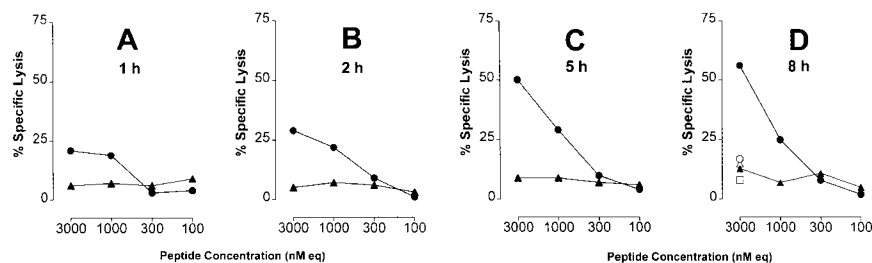 A
1 h
% Specific Lysis
75
50
25
0
3000 1000 300 100
B
2 h
% Specific Lysis
75
50
25
0
3000 1000 300 100
Peptide Concentration (nM eq)
C
5 h
% Specific Lysis
75
50
25
0
3000 1000 300 100
D
8 h
% Specific Lysis
75
50
25
0
3000 1000 300 100
Peptide Concentration (nM eq)